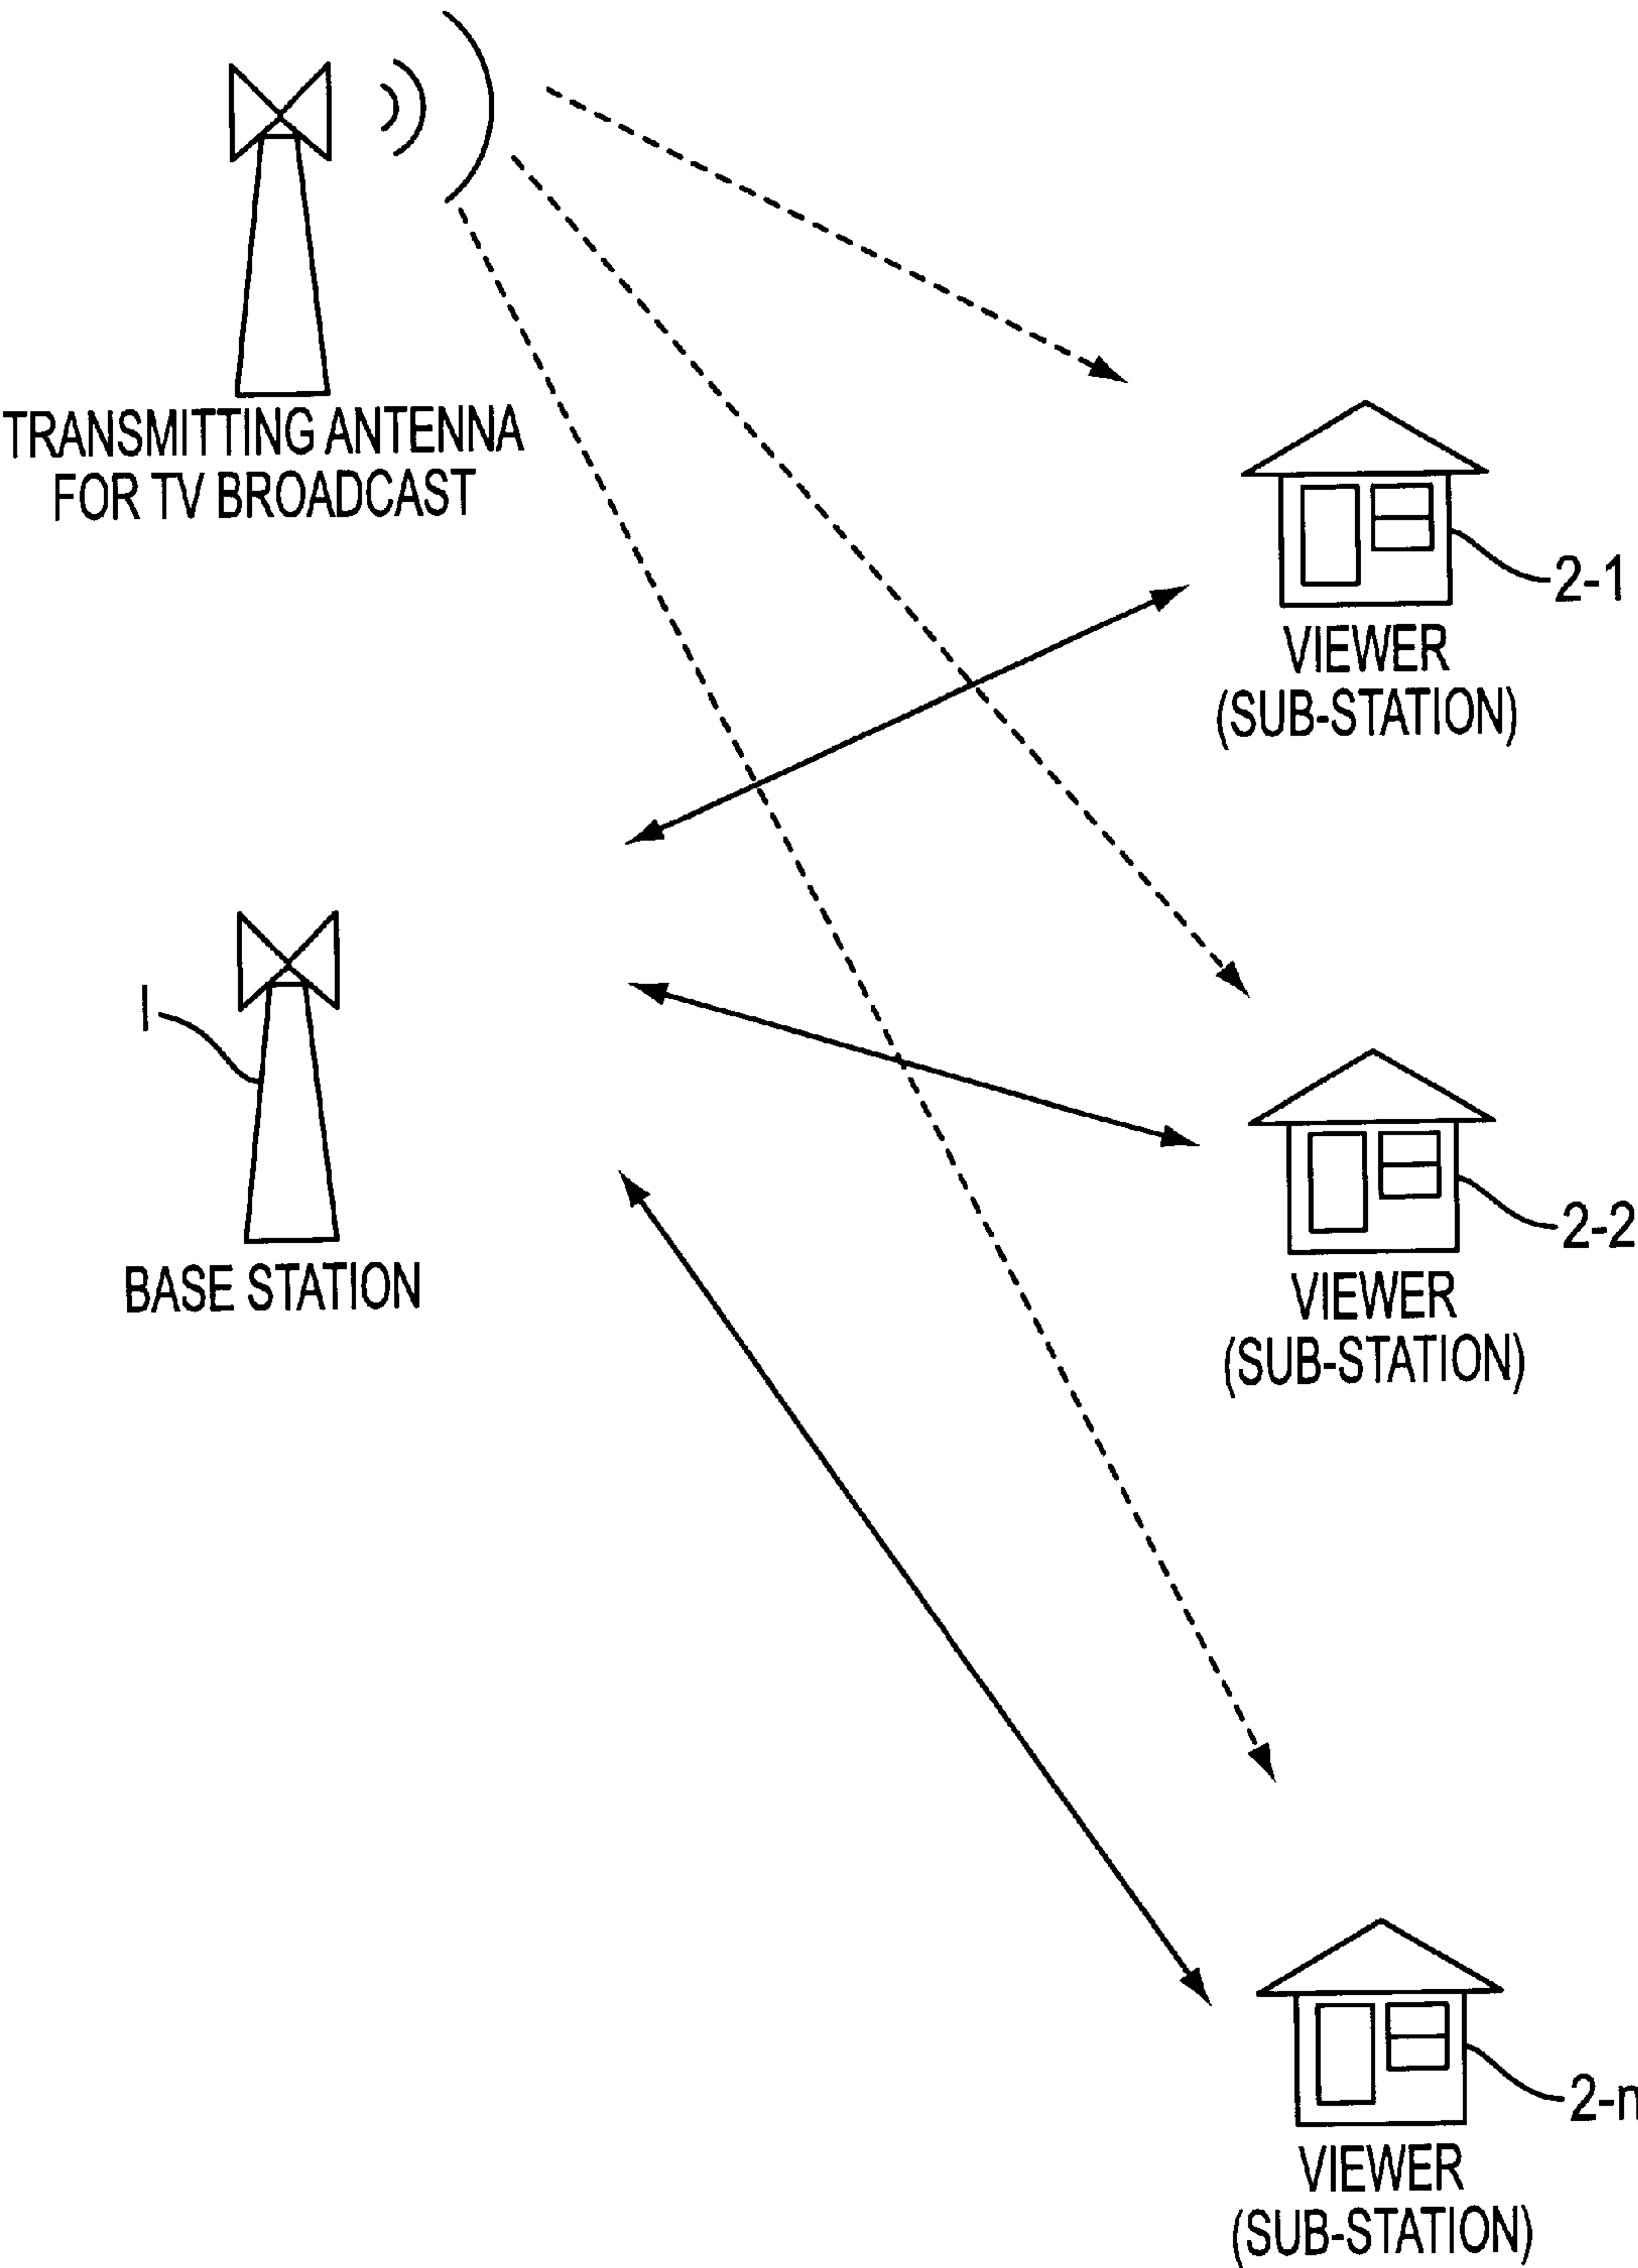 TRANSMITTING ANTENNA
FOR TV BROADCAST
2-1
VIEWER
(SUB-STATION)
1
BASE STATION
2-2
VIEWER
(SUB-STATION)
2-n
VIEWER
(SUB-STATION)